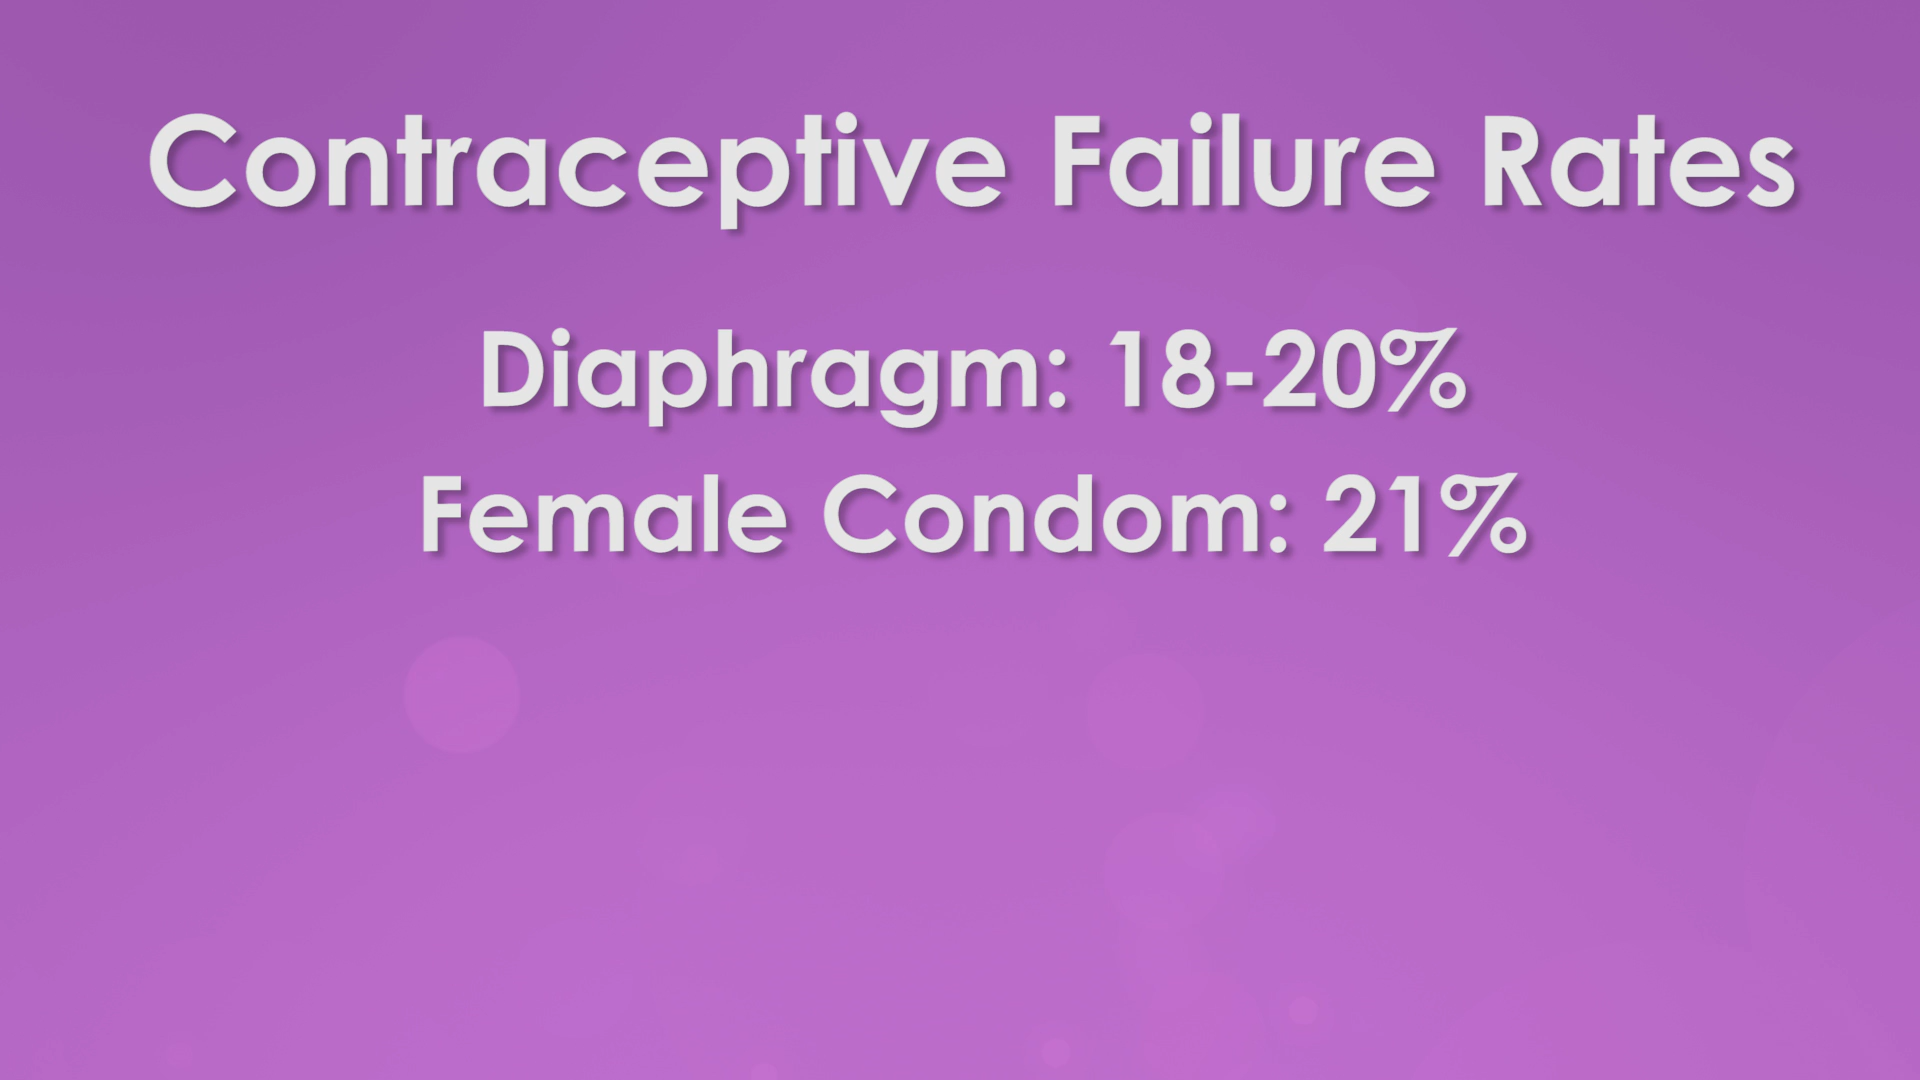 Contraceptive Failure Rates
Diaphragm: 18-20%
Female Condom: 21%